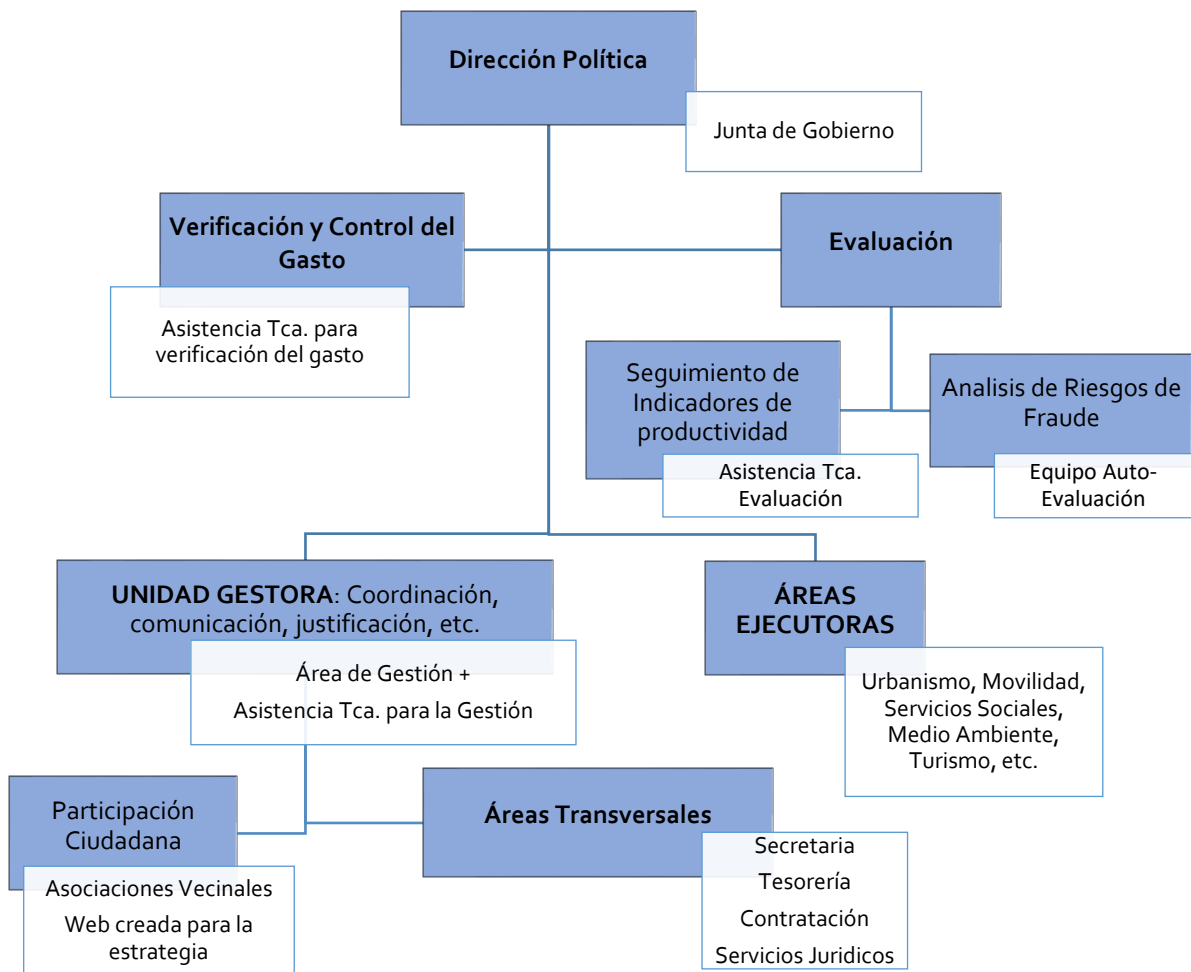 Dirección Política
Junta de Gobierno
Verificación y Control del
Gasto
Asistencia Tca. para
verificación del gasto
Evaluación
Seguimiento de
Indicadores de
productividad
Asistencia Tca.
Evaluación
Analisis de Riesgos de
Fraude
Equipo Auto-
Evaluación
UNIDAD GESTORA: Coordinación,
comunicación, justificación, etc.
Área de Gestión +
Asistencia Tca. para la Gestión
ÁREAS
EJECUTORAS
Urbanismo, Movilidad,
Servicios Sociales,
Medio Ambiente,
Turismo, etc.
Participación
Ciudadana
Asociaciones Vecinales
Web creada para la
estrategia
Áreas Transversales
Secretaria
Tesorería
Contratación
Servicios Juridicos